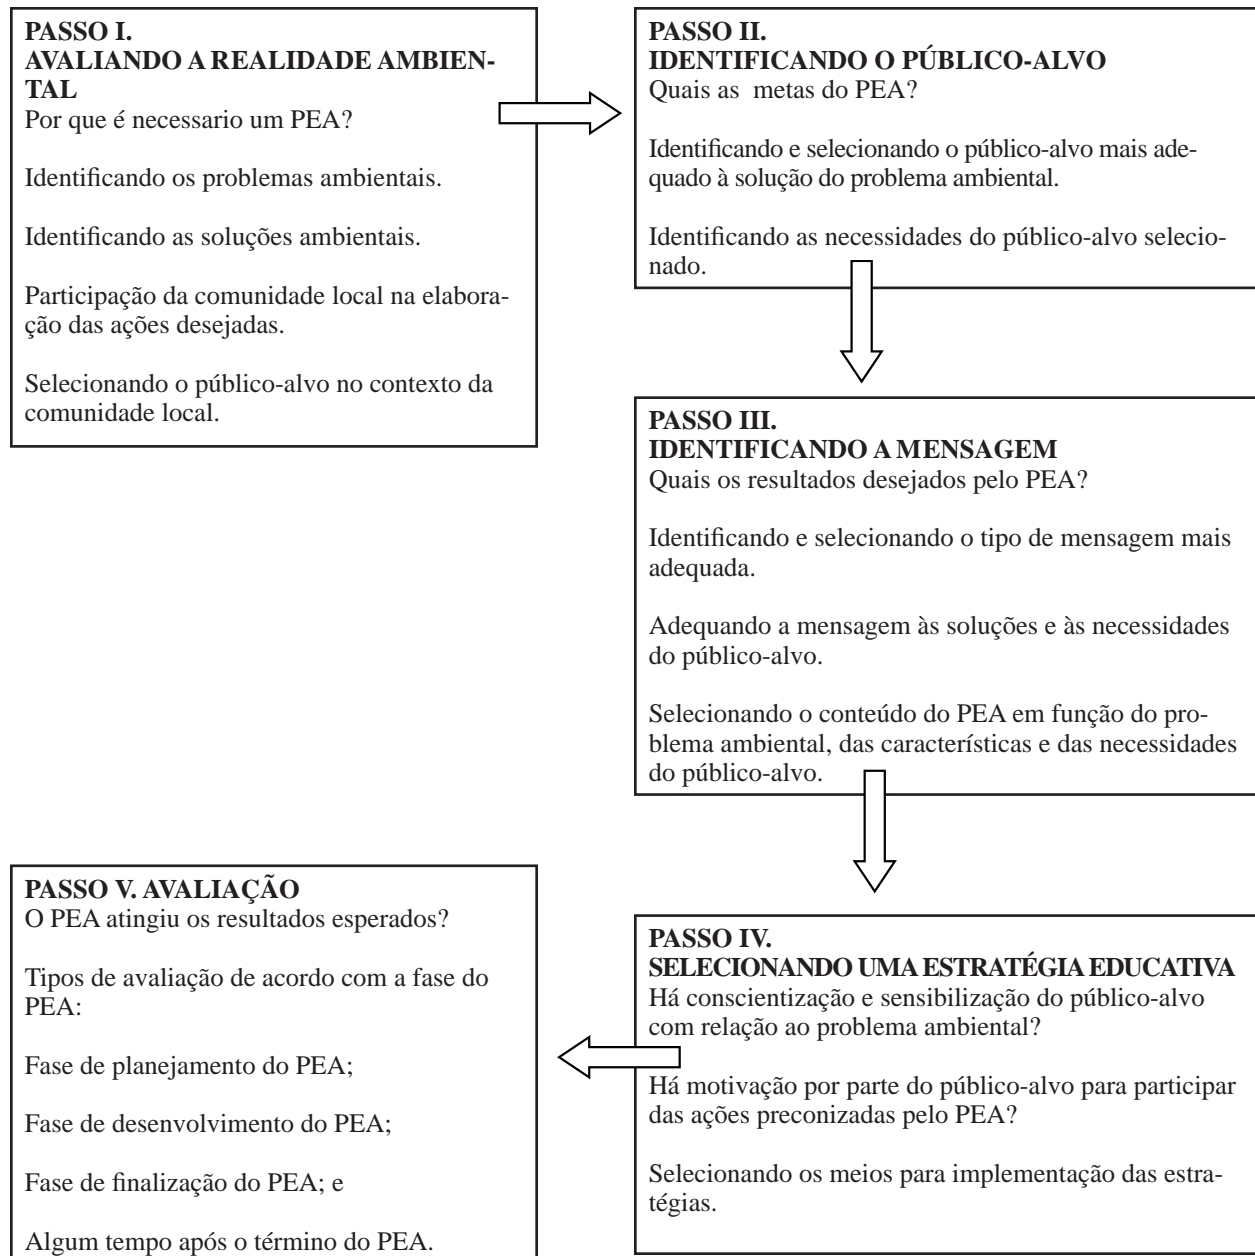 PASSO I.
AVALIANDO A REALIDADE AMBIEN-
TAL
Por que é necessario um PEA?
Identificando os problemas ambientais.
Identificando as soluções ambientais.
Participação da comunidade local na elabora-
ção das ações desejadas.
Selecionando o público-alvo no contexto da
comunidade local.
PASSO II.
IDENTIFICANDO O PÚBLICO-ALVO
Quais as metas do PEA?
Identificando e selecionando o público-alvo mais ade-
quado à solução do problema ambiental.
Identificando as necessidades do público-alvo selecio-
nado.
PASSO III.
IDENTIFICANDO A MENSAGEM
Quais os resultados desejados pelo PEA?
Identificando e selecionando o tipo de mensagem mais
adequada.
Adequando a mensagem às soluções e às necessidades
do público-alvo.
Selecionando o conteúdo do PEA em função do pro-
blema ambiental, das características e das necessidades
do público-alvo.
PASSO IV.
SELECIONANDO UMA ESTRATÉGIA EDUCATIVA
Há conscientização e sensibilização do público-alvo
com relação ao problema ambiental?
Há motivação por parte do público-alvo para participar
das ações preconizadas pelo PEA?
Selecionando os meios para implementação das estra-
tégias.
PASSO V. AVALIAÇÃO
O PEA atingiu os resultados esperados?
Tipos de avaliação de acordo com a fase do
PEA:
Fase de planejamento do PEA;
Fase de desenvolvimento do PEA;
Fase de finalização do PEA; e
Algum tempo após o término do PEA.